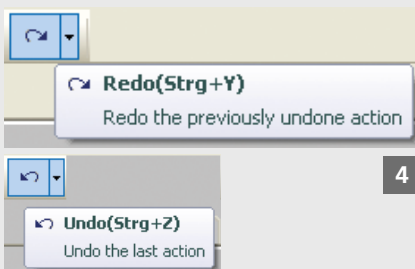 Redo(Strg+Y)
Redo the previously undone action
4
Undo(Strg+Z)
Undo the last action